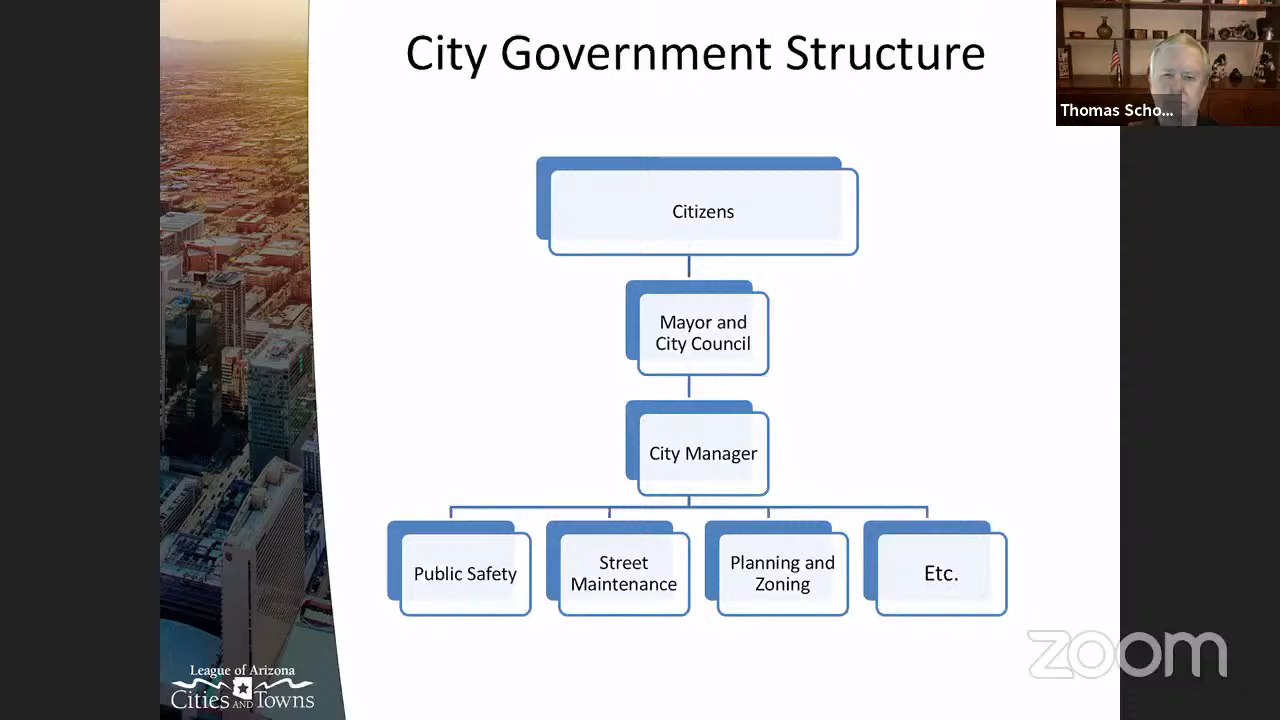 City Government Structure
Thomas Scho...
Citizens
Mayor and
City Council
City Manager
Public Safety
Street
Maintenance
Planning and
Zoning
Etc.
zoom
League of Arizona
Cities AND Towns